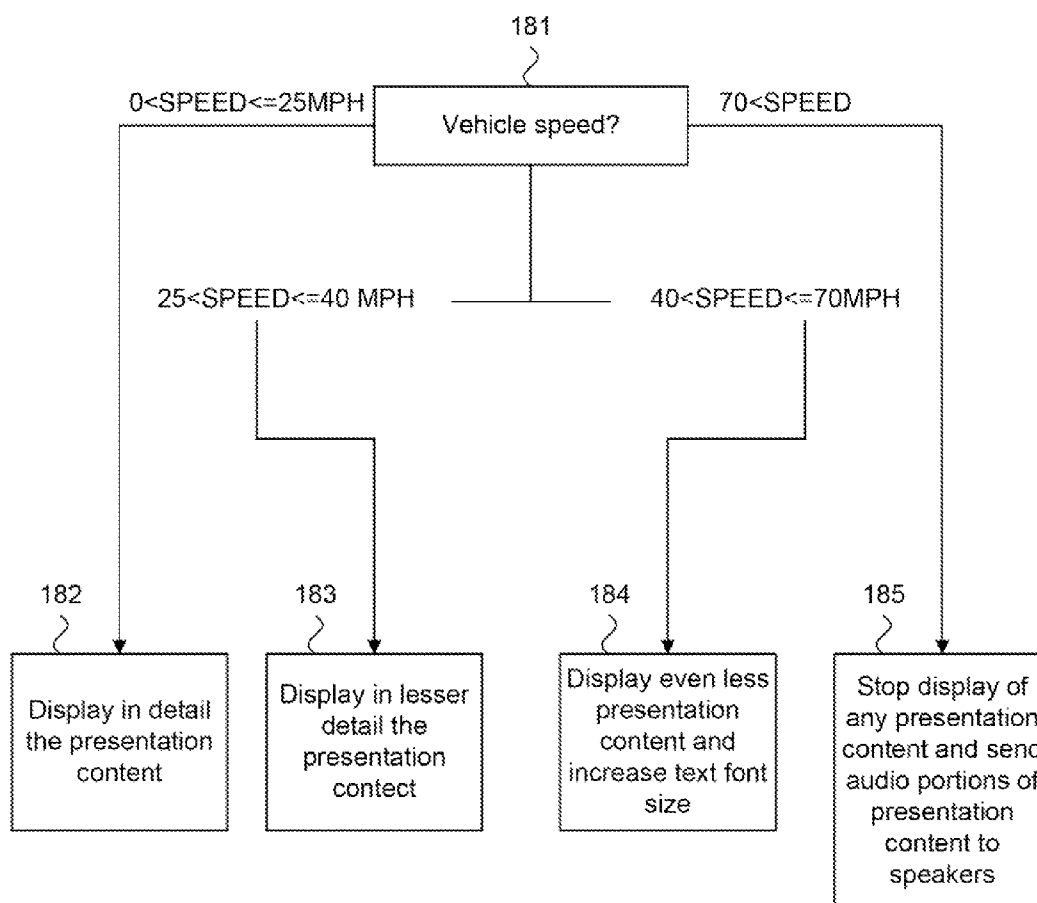 181
0<SPEED<=25MPH
Vehicle speed?
70<SPEED
25<SPEED<=40 MPH
40<SPEED<=70MPH
182
Display in detail
the presentation
content
183
Display in lesser
detail the
presentation
contect
184
Display even less
presentation
content and
increase text font
size
185
Stop display of
any presentation
content and send
audio portions of
presentation
content to
speakers